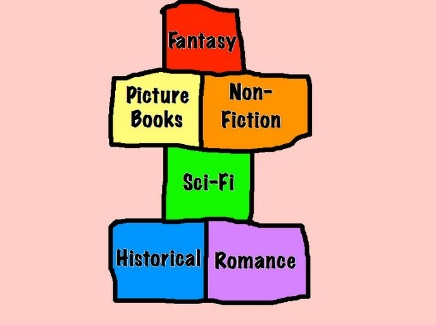 Fantasy
Picture
Books
Non-
Fiction
Sci-Fi
Historical
Romance